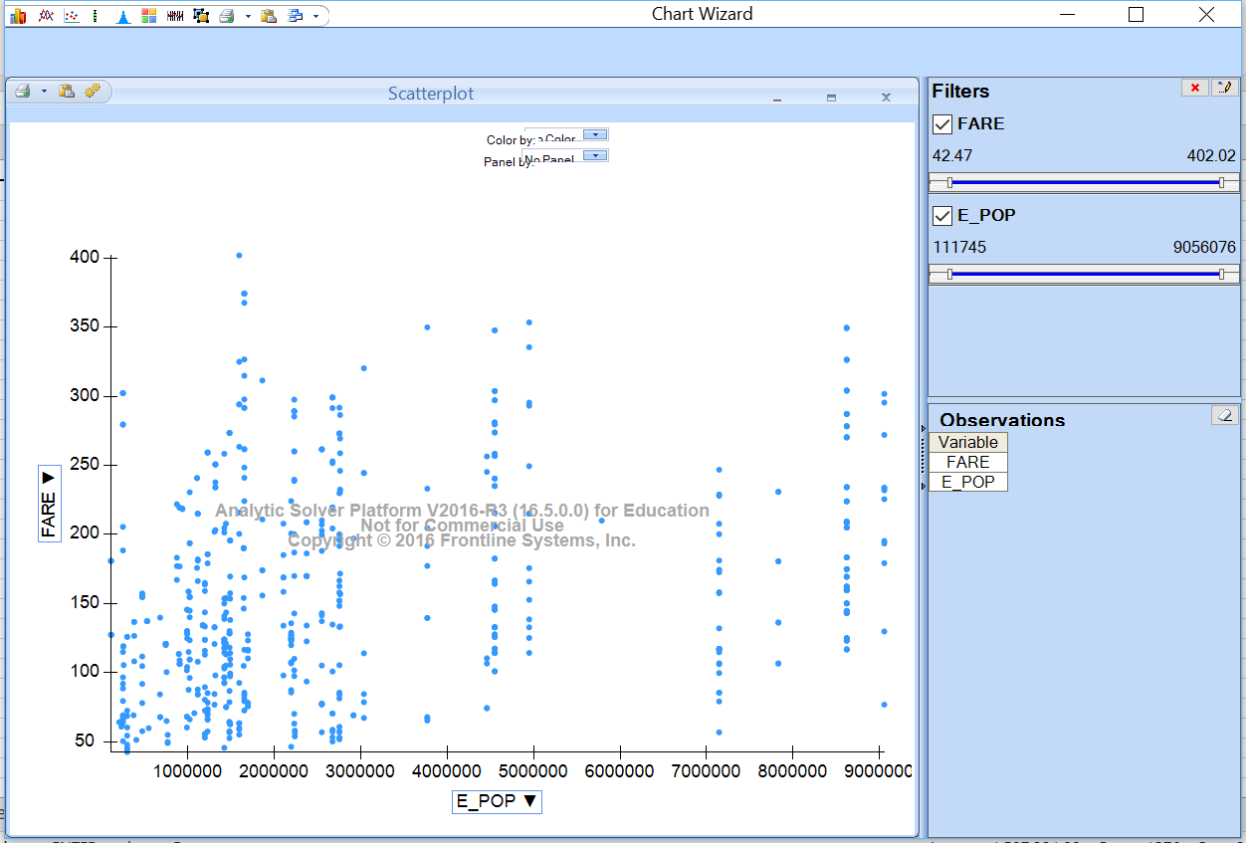 Chart Wizard
Scatterplot
Color by: Color
Panel by: No Panel
400
350
300
250
200
150
100
50
FARE ▼
Analytic Solver Platform V2016-R3 (16.5.0.0) for Education
Not for Commercial Use
Copyright © 2016 Frontline Systems, Inc.
1000000 2000000 3000000 4000000 5000000 6000000 7000000 8000000 9000000
E_POP ▼
Filters
FARE
42.47 402.02
E_POP
111745 9056076
Observations
Variable
FARE
E_POP